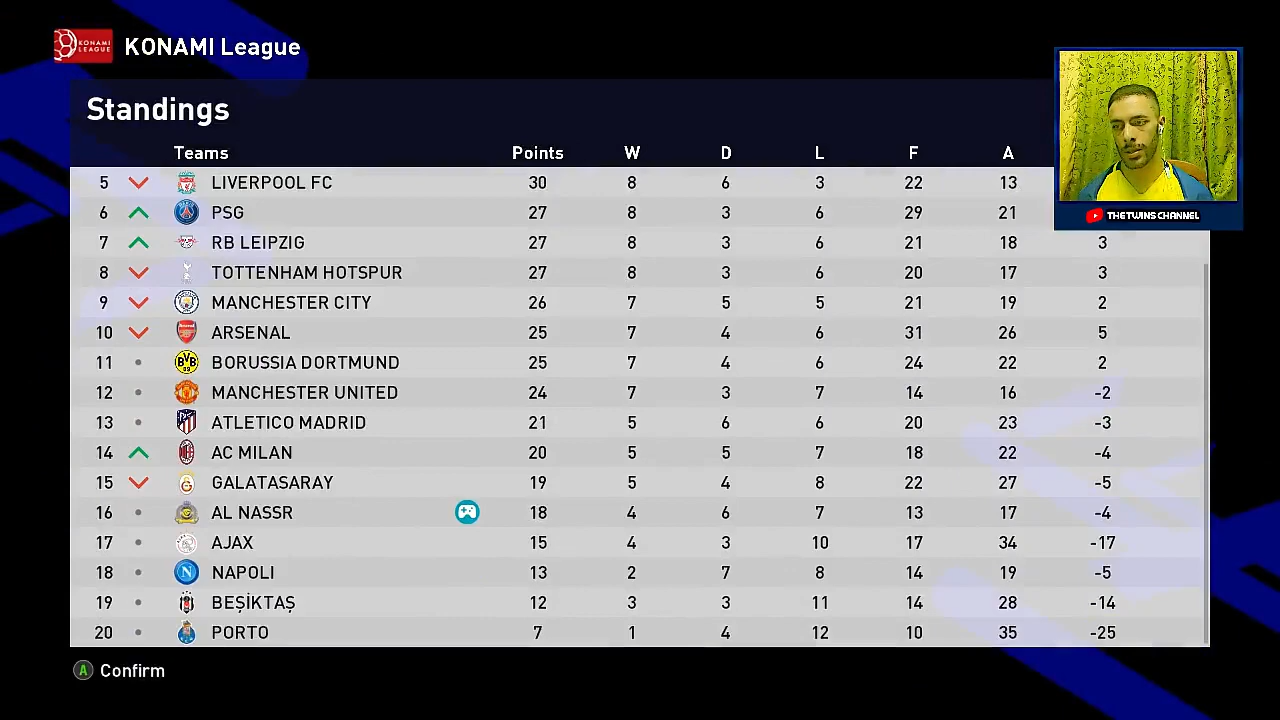 KONAMI LEAGUE KONAMI League
Standings
Teams Points W D L F A
5 LIVERPOOL FC 30 8 6 3 22 13
6 PSG 27 8 3 6 29 21
THETWINS CHANNEL
7 RB LEIPZIG 27 8 3 6 21 18 3
8 TOTTENHAM HOTSPUR 27 8 3 6 20 17 3
9 MANCHESTER CITY 26 7 5 5 21 19 2
10 ARSENAL 25 7 4 6 31 26 5
11 BORUSSIA DORTMUND 25 7 4 6 24 22 2
12 MANCHESTER UNITED 24 7 3 7 14 16 -2
13 ATLETICO MADRID 21 5 6 6 20 23 -3
14 AC MILAN 20 5 5 7 18 22 -4
15 GALATASARAY 19 5 4 8 22 27 -5
16 AL NASSR 18 4 6 7 13 17 -4
17 AJAX 15 4 3 10 17 34 -17
18 NAPOLI 13 2 7 8 14 19 -5
19 BEŞİKTAŞ 12 3 3 11 14 28 -14
20 PORTO 7 1 4 12 10 35 -25
A Confirm